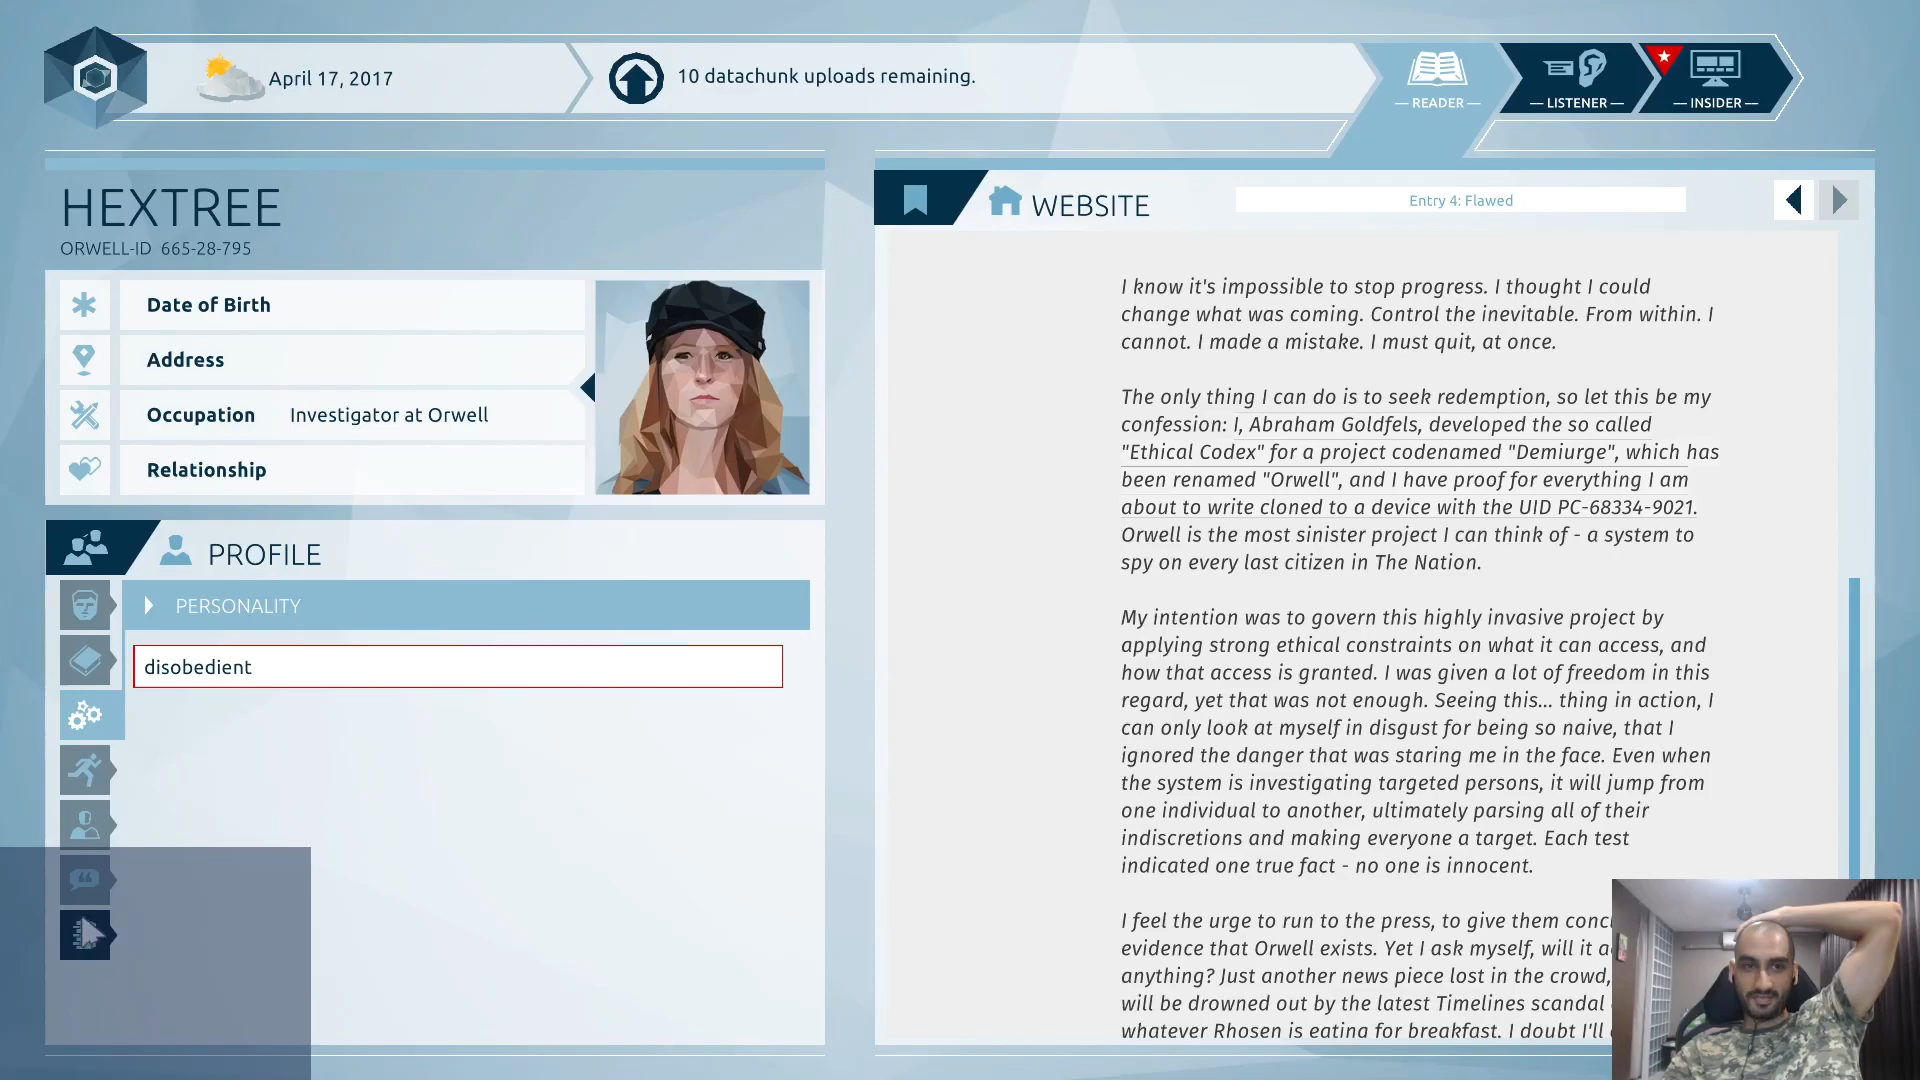 April 17, 2017
10 datachunk uploads remaining.
— READER —
— LISTENER —
— INSIDER —
HEXTREE
ORWELL-ID 665-28-795
Date of Birth
Address
Occupation Investigator at Orwell
Relationship
PROFILE
PERSONALITY
disobedient
WEBSITE
Entry 4: Flawed
I know it's impossible to stop progress. I thought I could
change what was coming. Control the inevitable. From within. I
cannot. I made a mistake. I must quit, at once.
The only thing I can do is to seek redemption, so let this be my
confession: I, Abraham Goldfels, developed the so called
"Ethical Codex" for a project codenamed "Demiurge", which has
been renamed "Orwell", and I have proof for everything I am
about to write cloned to a device with the UID PC-68334-9021.
Orwell is the most sinister project I can think of - a system to
spy on every last citizen in The Nation.
My intention was to govern this highly invasive project by
applying strong ethical constraints on what it can access, and
how that access is granted. I was given a lot of freedom in this
regard, yet that was not enough. Seeing this... thing in action, I
can only look at myself in disgust for being so naive, that I
ignored the danger that was staring me in the face. Even when
the system is investigating targeted persons, it will jump from
one individual to another, ultimately parsing all of their
indiscretions and making everyone a target. Each test
indicated one true fact - no one is innocent.
I feel the urge to run to the press, to give them
evidence that Orwell exists. Yet I ask myself, will it
anything? Just another news piece lost in the crowd,
will be drowned out by the latest Timelines scandal
whatever Rhosen is eating for breakfast. I doubt I'll